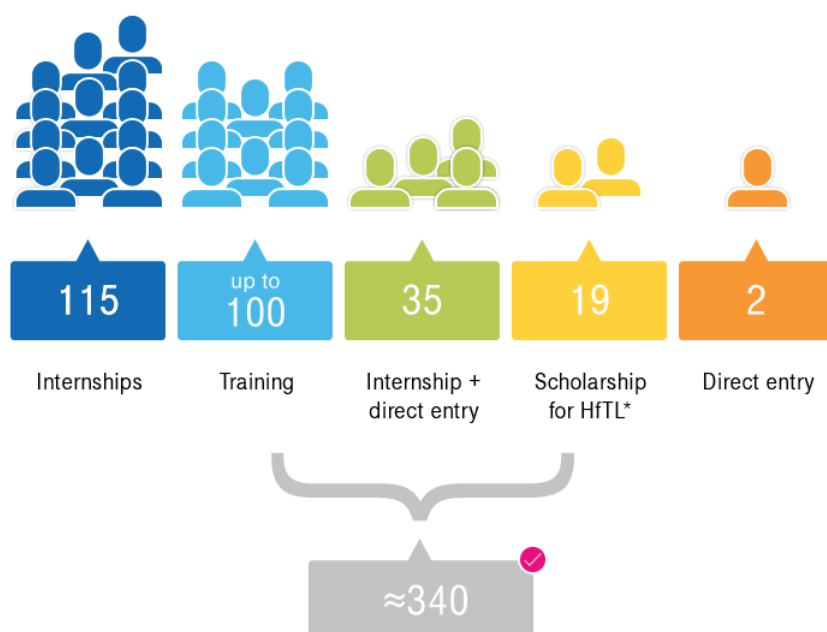 115
up to
100
35
19
2
Internships
Training
Internship +
direct entry
Scholarship
for HfTL*
Direct entry
≈340